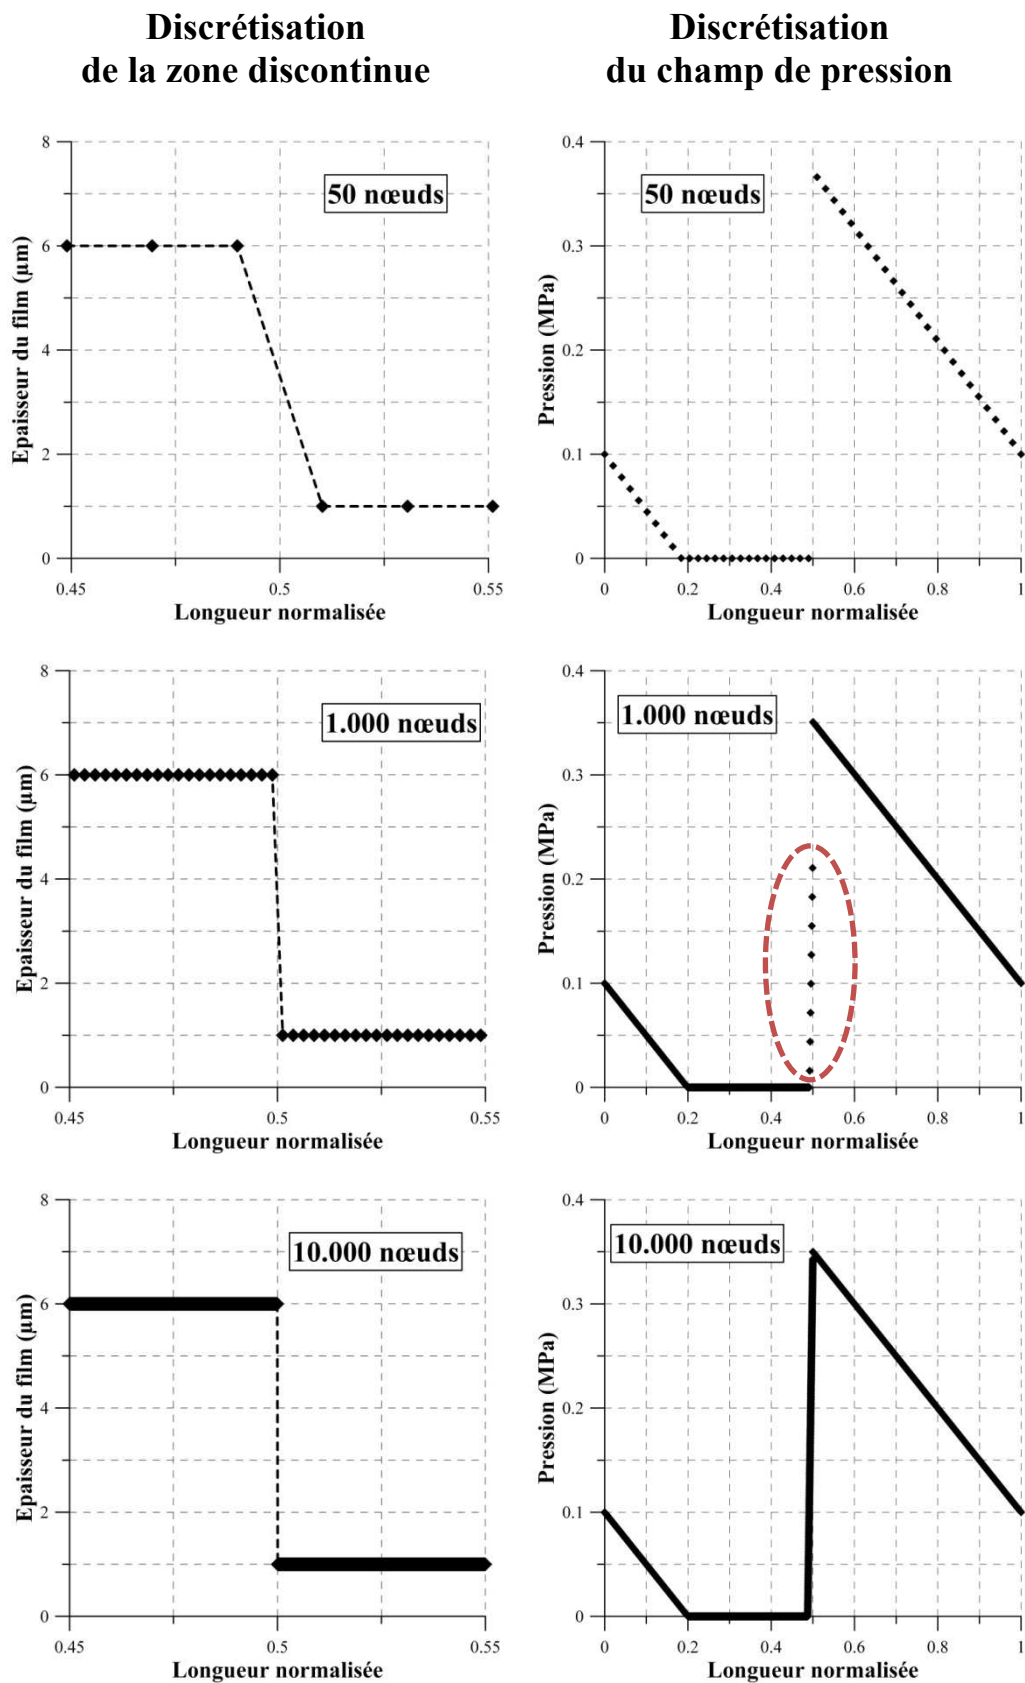 Discrétisation
de la zone discontinue
Discrétisation
du champ de pression
50 nœuds
8
6
4
2
0
Epaisseur du film (µm)
0.45
0.5
0.55
Longueur normalisée
50 nœuds
0.4
0.3
0.2
0.1
0
Pression (MPa)
0
0.2
0.4
0.6
0.8
1
Longueur normalisée
1.000 nœuds
8
6
4
2
0
Epaisseur du film (µm)
0.45
0.5
0.55
Longueur normalisée
1.000 nœuds
0.4
0.3
0.2
0.1
0
Pression (MPa)
0
0.2
0.4
0.6
0.8
1
Longueur normalisée
10.000 nœuds
8
6
4
2
0
Epaisseur du film (µm)
0.45
0.5
0.55
Longueur normalisée
10.000 nœuds
0.4
0.3
0.2
0.1
0
Pression (MPa)
0
0.2
0.4
0.6
0.8
1
Longueur normalisée